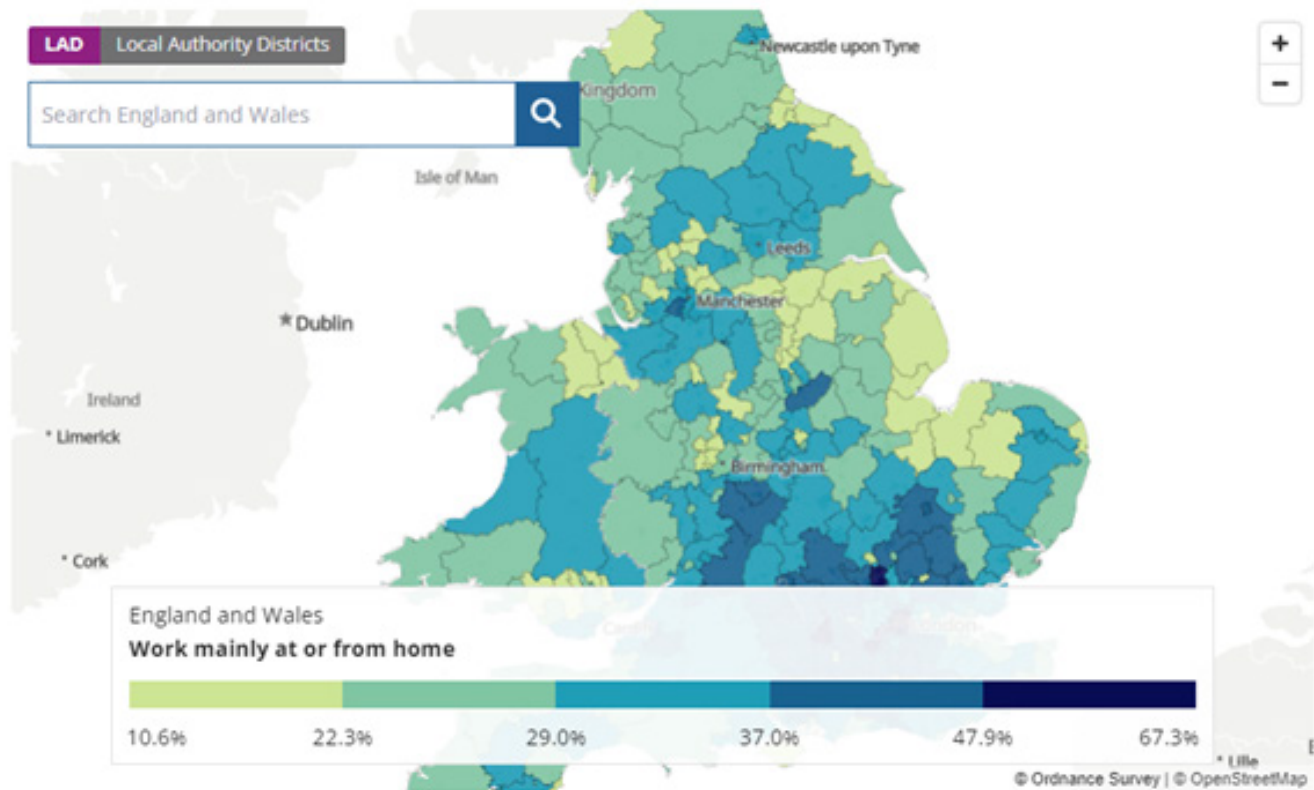 LAD Local Authority Districts
Newcastle upon Tyne
Search England and Wales
Kingdom
Isle of Man
Leeds
Manchester
Dublin
Ireland
Limerick
Birmingham
Cork
England and Wales
Work mainly at or from home
10.6% 22.3% 29.0% 37.0% 47.9% 67.3%
Lille
© Ordnance Survey | © OpenStreetMap